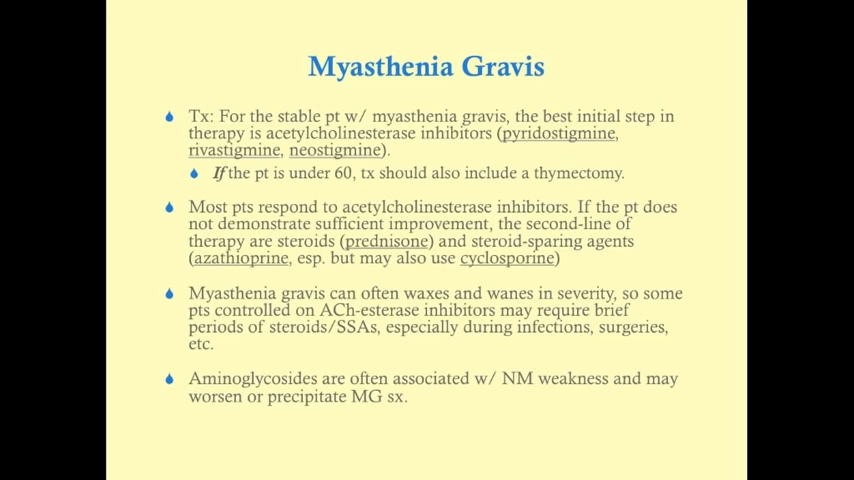 Myasthenia Gravis
Tx: For the stable pt w/ myasthenia gravis, the best initial step in
therapy is acetylcholinesterase inhibitors (pyridostigmine,
rivastigmine, neostigmine).
If the pt is under 60, tx should also include a thymectomy.
Most pts respond to acetylcholinesterase inhibitors. If the pt does
not demonstrate sufficient improvement, the second-line of
therapy are steroids (prednisone) and steroid-sparing agents
(azathioprine, esp. but may also use cyclosporine)
Myasthenia gravis can often waxes and wanes in severity, so some
pts controlled on ACh-esterase inhibitors may require brief
periods of steroids/SSAs, especially during infections, surgeries,
etc.
Aminoglycosides are often associated w/ NM weakness and may
worsen or precipitate MG sx.